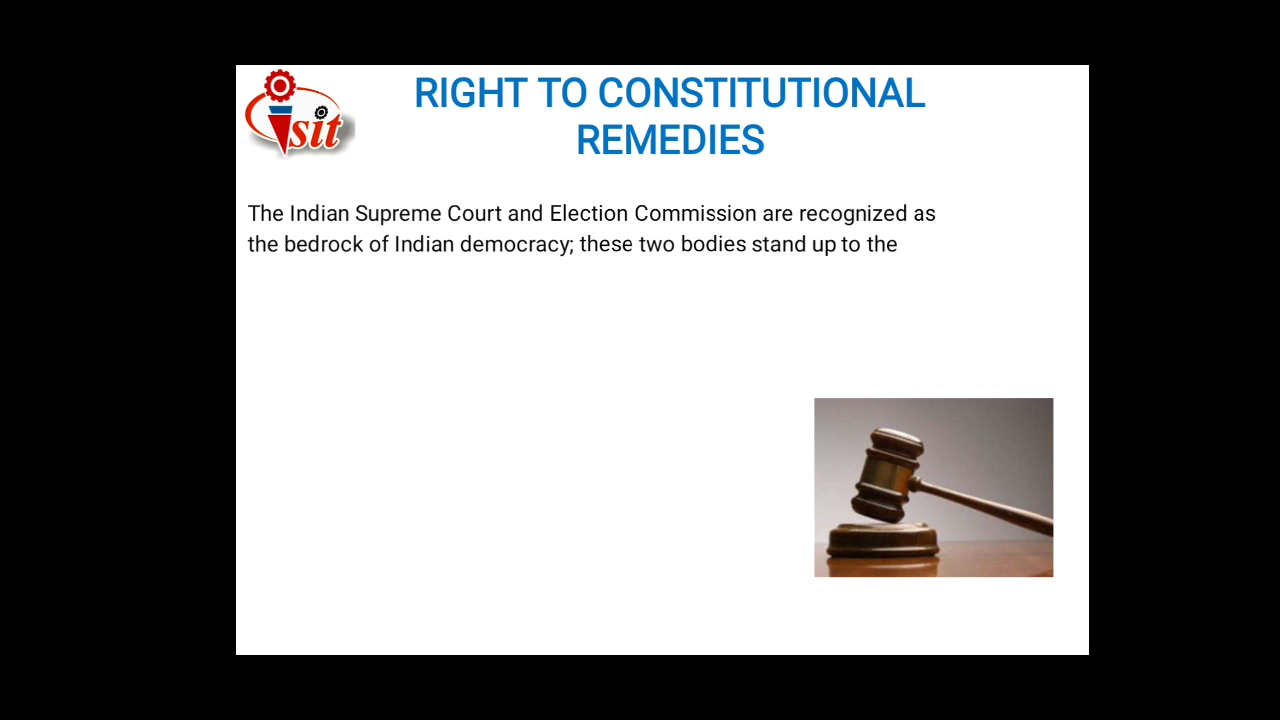 sit
RIGHT TO CONSTITUTIONAL
REMEDIES
The Indian Supreme Court and Election Commission are recognized as
the bedrock of Indian democracy; these two bodies stand up to the